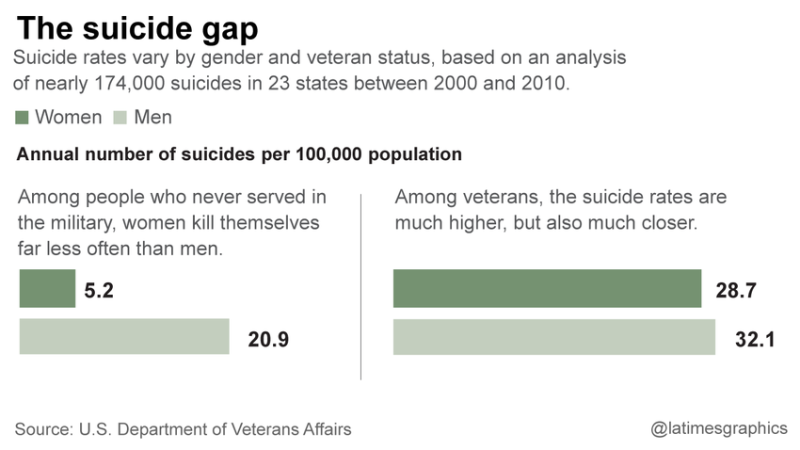 The suicide gap
Suicide rates vary by gender and veteran status, based on an analysis
of nearly 174,000 suicides in 23 states between 2000 and 2010.
Women Men
Annual number of suicides per 100,000 population
Among people who never served in
the military, women kill themselves
far less often than men.
5.2
20.9
Among veterans, the suicide rates are
much higher, but also much closer.
28.7
32.1
Source: U.S. Department of Veterans Affairs
@latimesgraphics